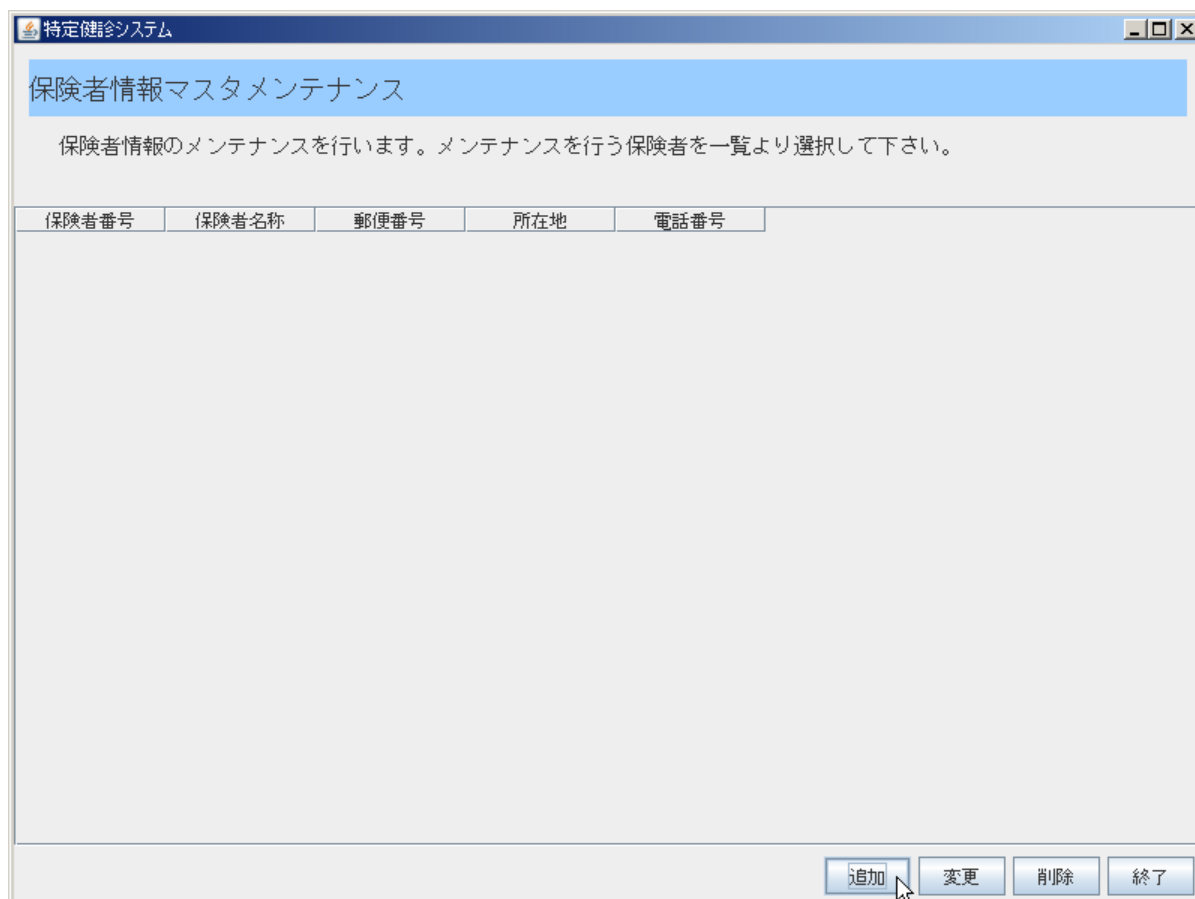 特定健診システム
保険者情報マスタメンテナンス
保険者情報のメンテナンスを行います。メンテナンスを行う保険者を一覧より選択して下さい。
保険者番号 保険者名称 郵便番号 所在地 電話番号
追加 変更 削除 終了